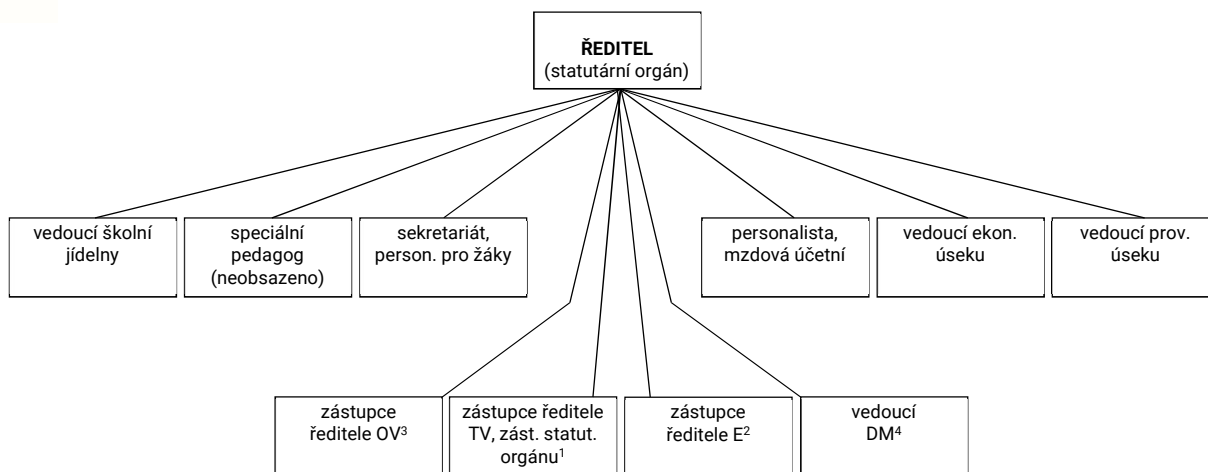 ŘEDITEL
(statutární orgán)
vedoucí školní
jídelny
speciální
pedagog
(neobsazeno)
sekretariát,
person. pro žáky
personalista,
mzdová účetní
vedoucí ekon.
úseku
vedoucí prov.
úseku
zástupce
ředitele OV³
zástupce ředitele
TV, zást. statut.
orgánu¹
zástupce
ředitele E²
vedoucí
DM⁴